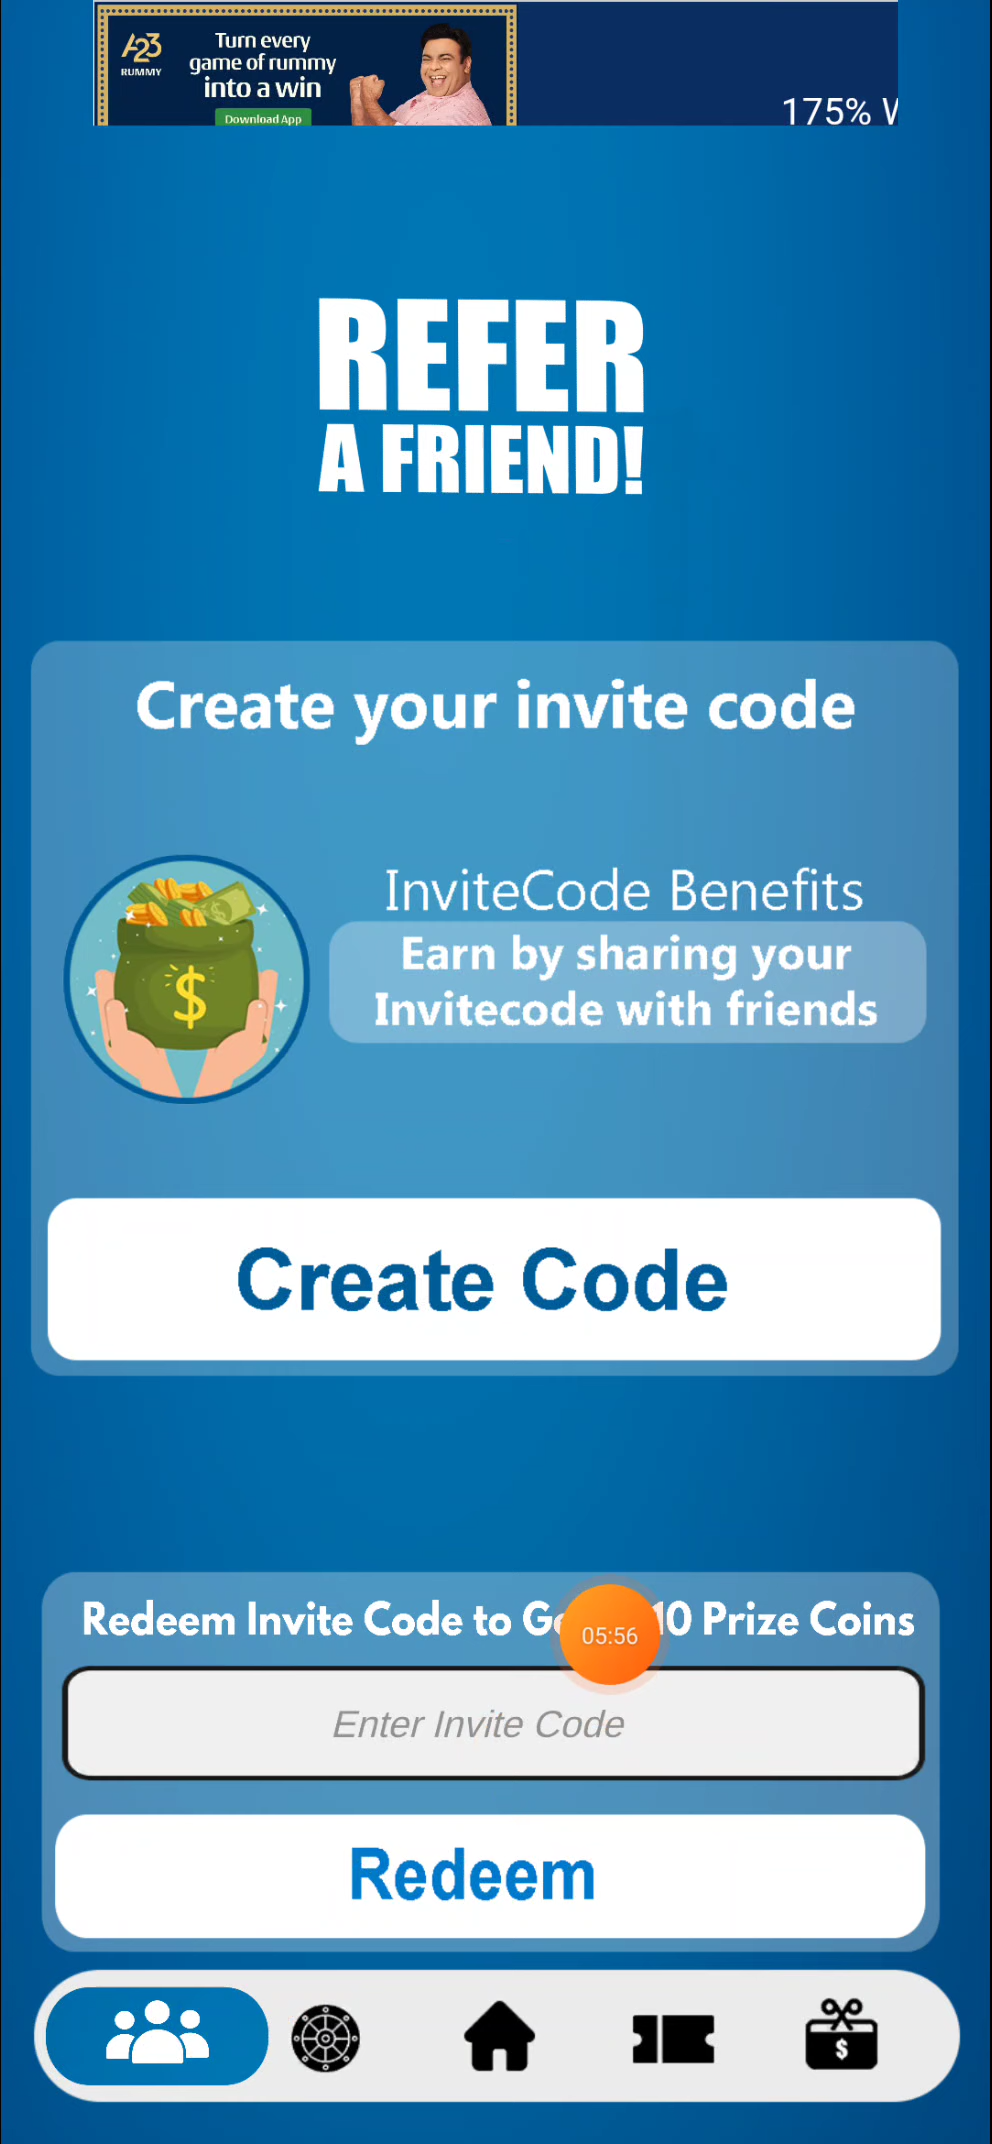 A23
RUMMY
Turn every
game of rummy
into a win
Download App
175%
REFER
A FRIEND!
Create your invite code
InviteCode Benefits
Earn by sharing your
Invitecode with friends
$
Create Code
Redeem Invite Code to 10 Prize Coins
05:56
Enter Invite Code
Redeem
$